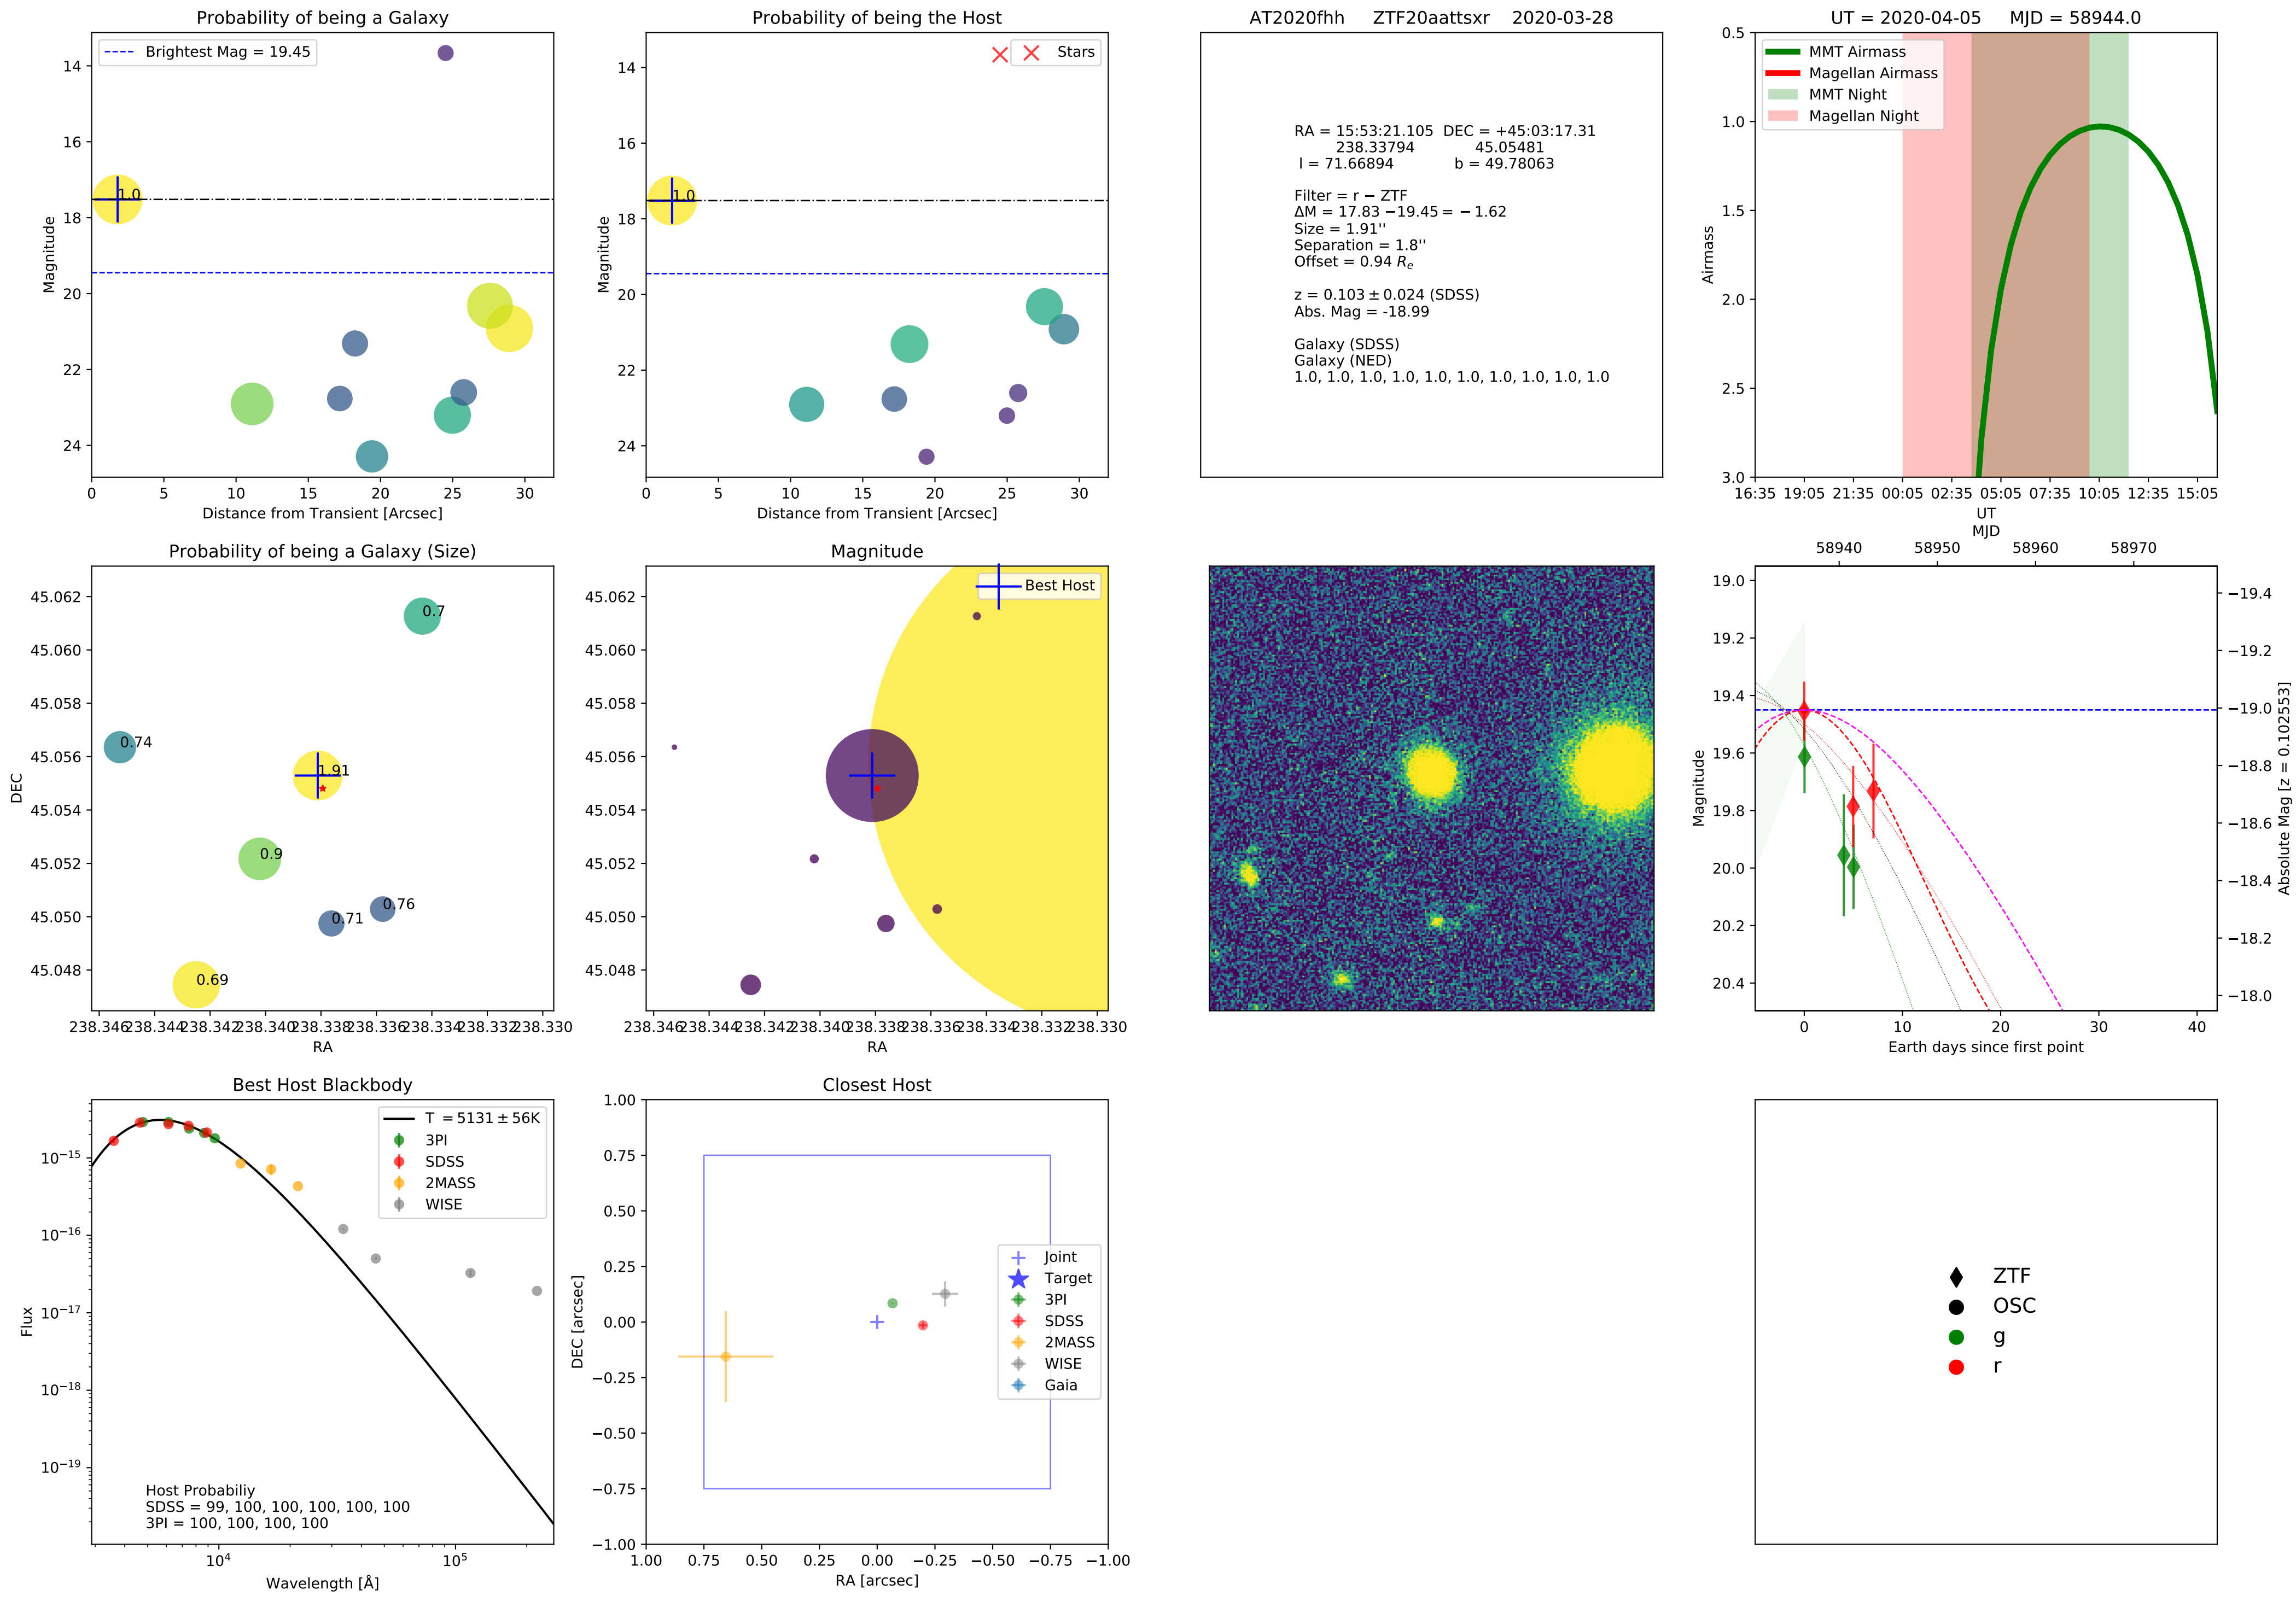 Probability of being a Galaxy
Brightest Mag = 19.45
1.0
14
16
18
20
22
24
Magnitude
0 5 10 15 20 25 30
Distance from Transient [Arcsec]
Probability of being the Host
Stars
1.0
14
16
18
20
22
24
Magnitude
0 5 10 15 20 25 30
Distance from Transient [Arcsec]
AT2020fhh ZTF20aattsxr 2020-03-28
RA = 15:53:21.105 DEC = +45:03:17.31
238.33794 45.05481
l = 71.66894 b = 49.78063
Filter = r − ZTF
ΔM = 17.83 −19.45 = −1.62
Size = 1.91''
Separation = 1.8''
Offset = 0.94 Re
z = 0.103 ± 0.024 (SDSS)
Abs. Mag = -18.99
Galaxy (SDSS)
Galaxy (NED)
1.0, 1.0, 1.0, 1.0, 1.0, 1.0, 1.0, 1.0, 1.0, 1.0
UT = 2020-04-05 MJD = 58944.0
MMT Airmass
Magellan Airmass
MMT Night
Magellan Night
0.5
1.0
1.5
2.0
2.5
3.0
Airmass
16:35 19:05 21:35 00:05 02:35 05:05 07:35 10:05 12:35 15:05
UT
Probability of being a Galaxy (Size)
0.7
0.74
1.91
0.9
0.76
0.71
0.69
45.062
45.060
45.058
45.056
45.054
45.052
45.050
45.048
DEC
238.346 238.344 238.342 238.340 238.338 238.336 238.334 238.332 238.330
RA
Magnitude
Best Host
45.062
45.060
45.058
45.056
45.054
45.052
45.050
45.048
238.346 238.344 238.342 238.340 238.338 238.336 238.334 238.332 238.330
RA
MJD
58940 58950 58960 58970
19.0
19.2
19.4
19.6
19.8
20.0
20.2
20.4
Magnitude
−19.4
−19.2
−19.0
−18.8
−18.6
−18.4
−18.2
−18.0
Absolute Mag [z = 0.102553]
0 10 20 30 40
Earth days since first point
Best Host Blackbody
T = 5131 ± 56K
3PI
SDSS
2MASS
WISE
10−15
10−16
10−17
10−18
10−19
Flux
Host Probabiliy
SDSS = 99, 100, 100, 100, 100, 100
3PI = 100, 100, 100, 100
104 105
Wavelength [Å]
Closest Host
Joint
Target
3PI
SDSS
2MASS
WISE
Gaia
1.00
0.75
0.50
0.25
0.00
−0.25
−0.50
−0.75
−1.00
DEC [arcsec]
1.00 0.75 0.50 0.25 0.00 −0.25 −0.50 −0.75 −1.00
RA [arcsec]
ZTF
OSC
g
r